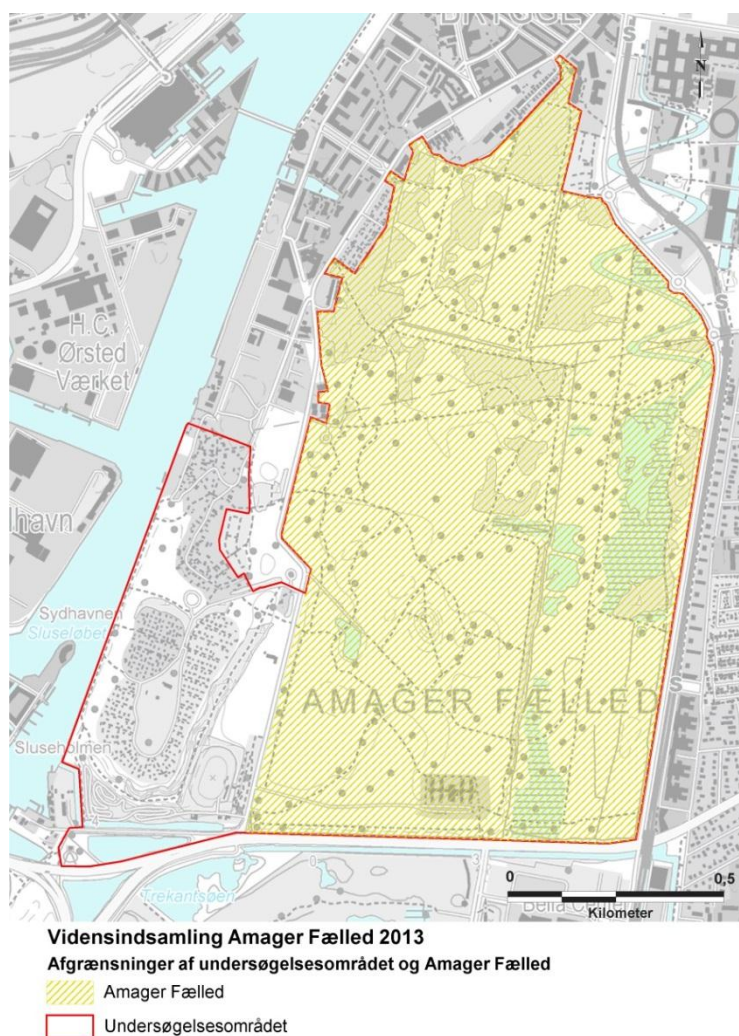 BRYGGE
S
N
S
H.C.
Ørsted
Værket
lhavn
Sydhavnen
Sluseløbet
AMAGER FÆLLED
S
Sluseholmen
Trekantsøen
0 0,5
Bella Center
Kilometer
Vidensindsamling Amager Fælled 2013
Afgrænsninger af undersøgelsesområdet og Amager Fælled
Amager Fælled
Undersøgelsesområdet